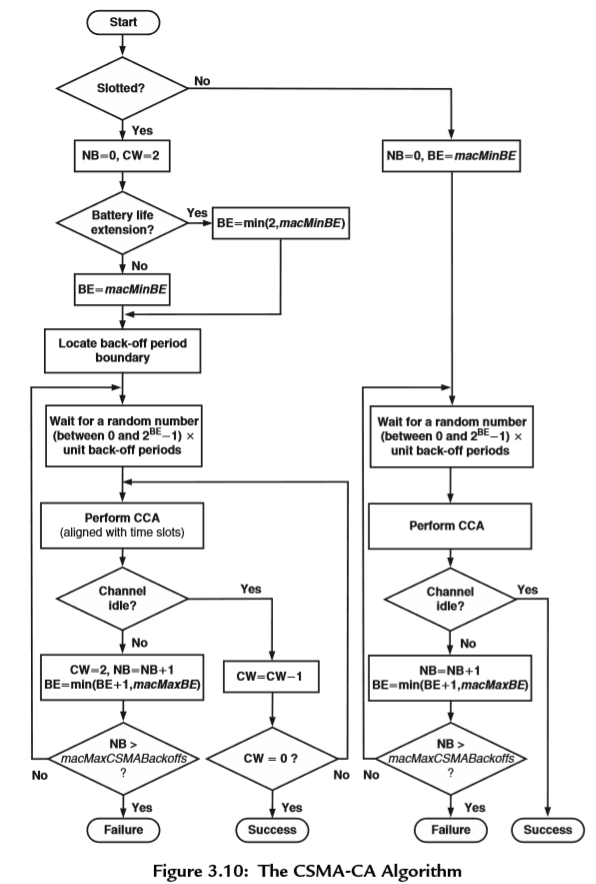 Start
Slotted?
No
Yes
NB=0, CW=2
NB=0, BE=macMinBE
Battery life
extension?
Yes
BE=min(2,macMinBE)
No
BE=macMinBE
Locate back-off period
boundary
Wait for a random number
(between 0 and 2^BE–1) ×
unit back-off periods
Perform CCA
(aligned with time slots)
Channel
idle?
Yes
No
CW=2, NB=NB+1
BE=min(BE+1,macMaxBE)
CW=CW–1
NB >
macMaxCSMABackoffs
?
No
Yes
Failure
CW = 0 ?
No
Yes
Success
Wait for a random number
(between 0 and 2^BE–1) ×
unit back-off periods
Perform CCA
Channel
idle?
Yes
No
NB=NB+1
BE=min(BE+1,macMaxBE)
NB >
macMaxCSMABackoffs
?
No
Yes
Failure
Success
Figure 3.10: The CSMA-CA Algorithm